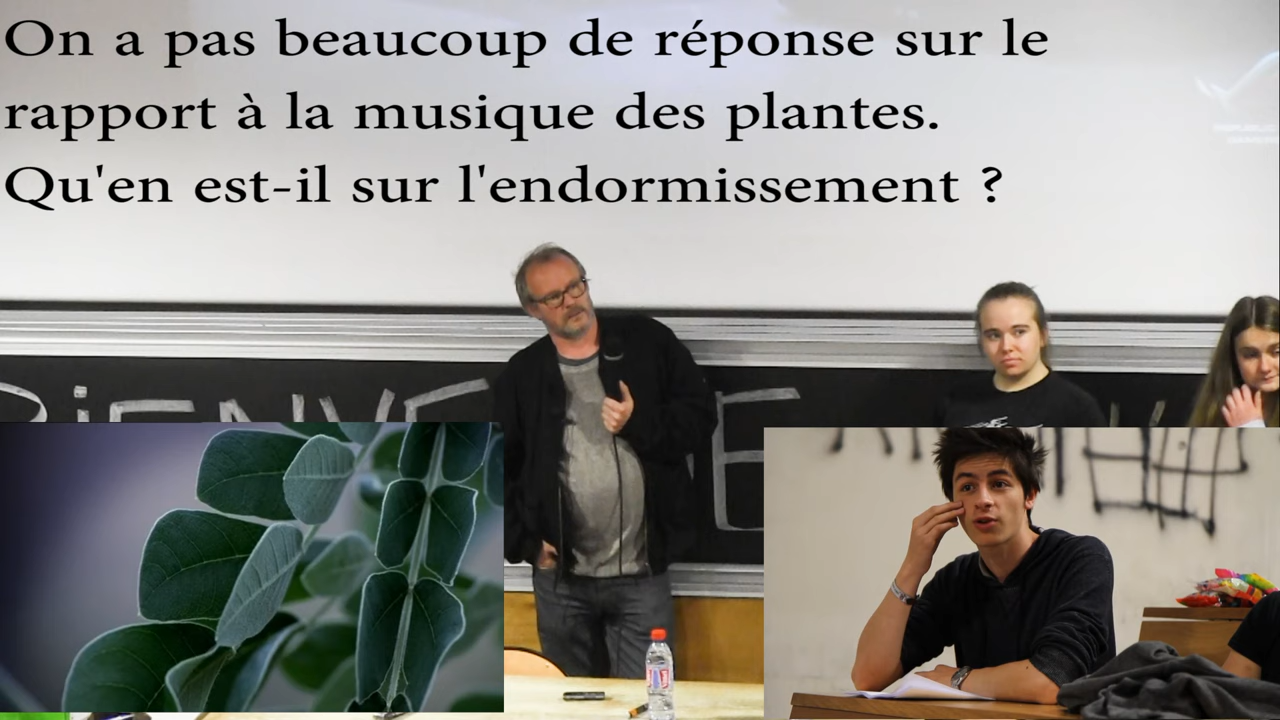 On a pas beaucoup de réponse sur le
rapport à la musique des plantes.
Qu'en est-il sur l'endormissement ?